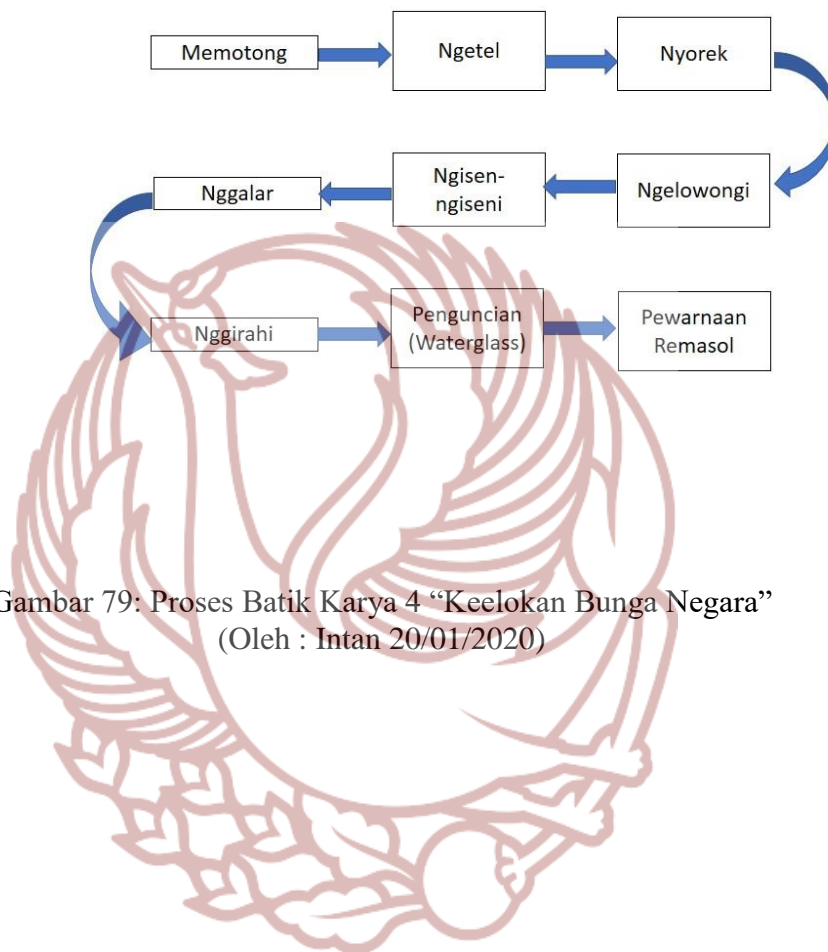 Memotong
Ngetel
Nyorek
Nggalar
Ngisen-
ngiseni
Ngelowongi
Nggirahi
Penguncian
(Waterglass)
Pewarnaan
Remasol
Gambar 79: Proses Batik Karya 4 “Keelokan Bunga Negara”
(Oleh : Intan 20/01/2020)